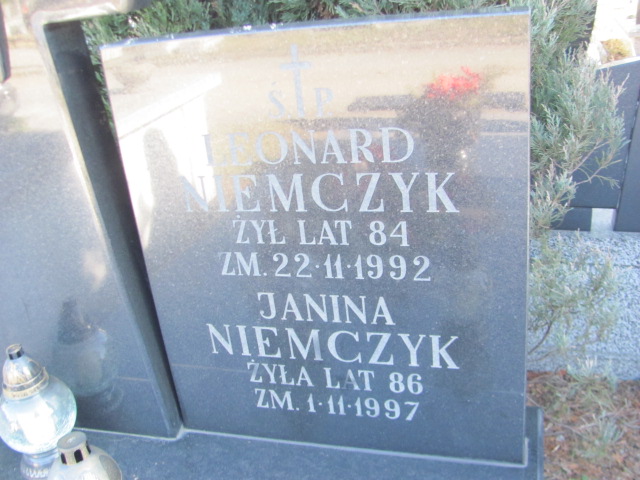 Ś P
LEONARD
NIEMCZYK
ŻYŁ LAT 84
ZM. 22·11·1992
JANINA
NIEMCZYK
ŻYŁA LAT 86
ZM. 1·11·1997